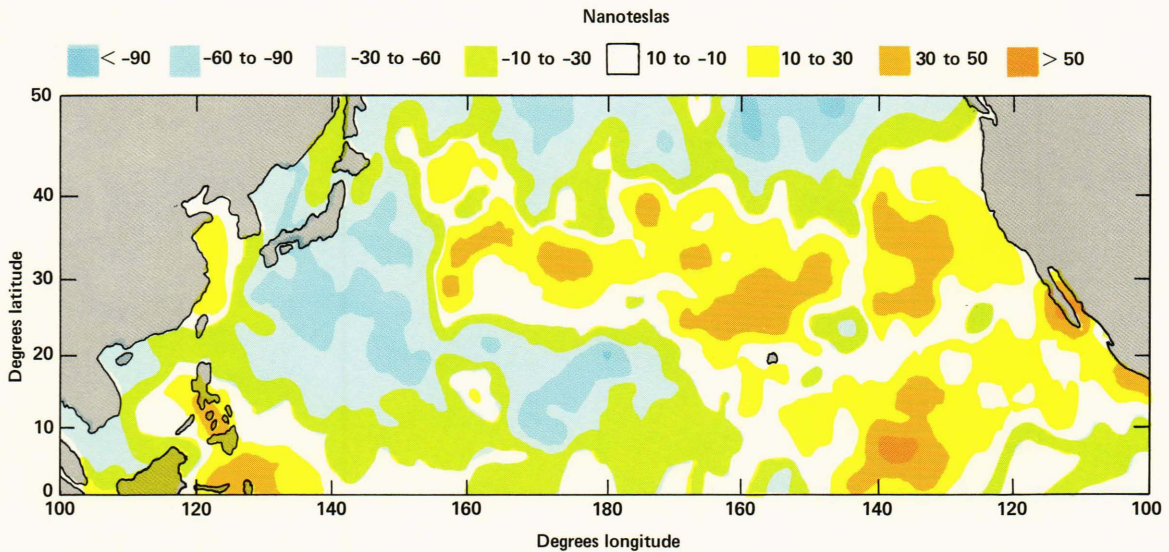 Nanoteslas
< –90
–60 to –90
–30 to –60
–10 to –30
10 to –10
10 to 30
30 to 50
> 50
Degrees latitude
50
40
30
20
10
0
100
120
140
160
180
160
140
120
100
Degrees longitude